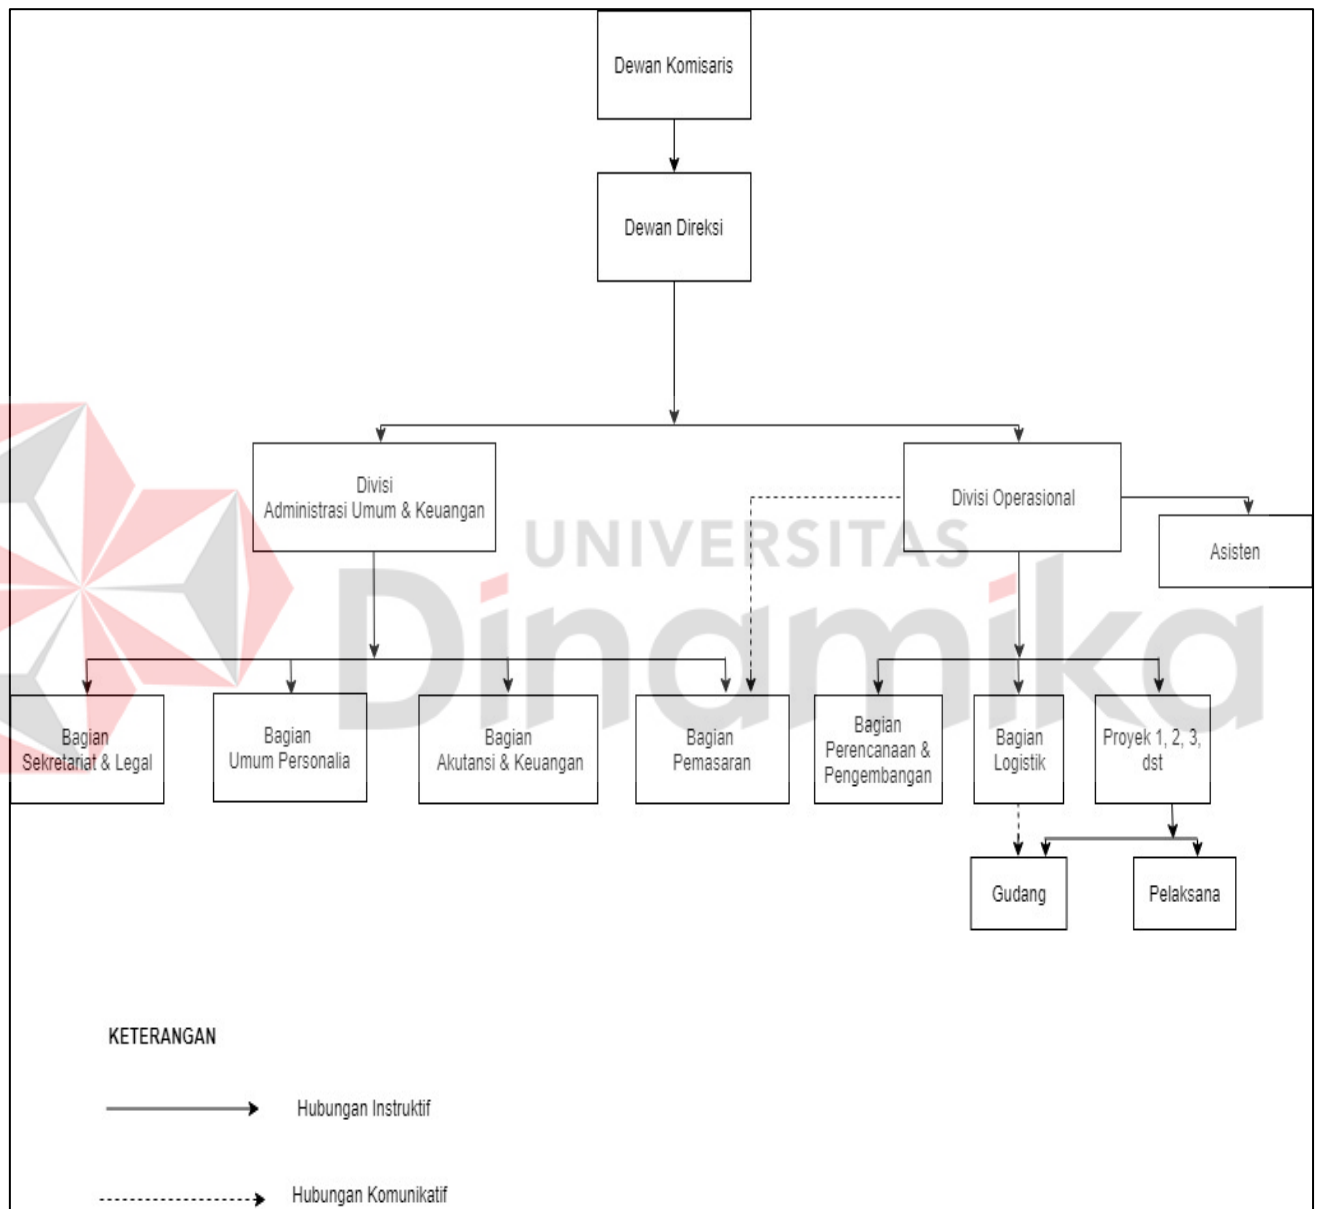 Dewan Komisaris
Dewan Direksi
Divisi
Administrasi Umum & Keuangan
Divisi Operasional
Asisten
UNIVERSITAS
Dinamika
Bagian
Sekretariat & Legal
Bagian
Umum Personalia
Bagian
Akutansi & Keuangan
Bagian
Pemasaran
Bagian
Perencanaan &
Pengembangan
Bagian
Logistik
Proyek 1, 2, 3,
dst
Gudang
Pelaksana
KETERANGAN
Hubungan Instruktif
Hubungan Komunikatif